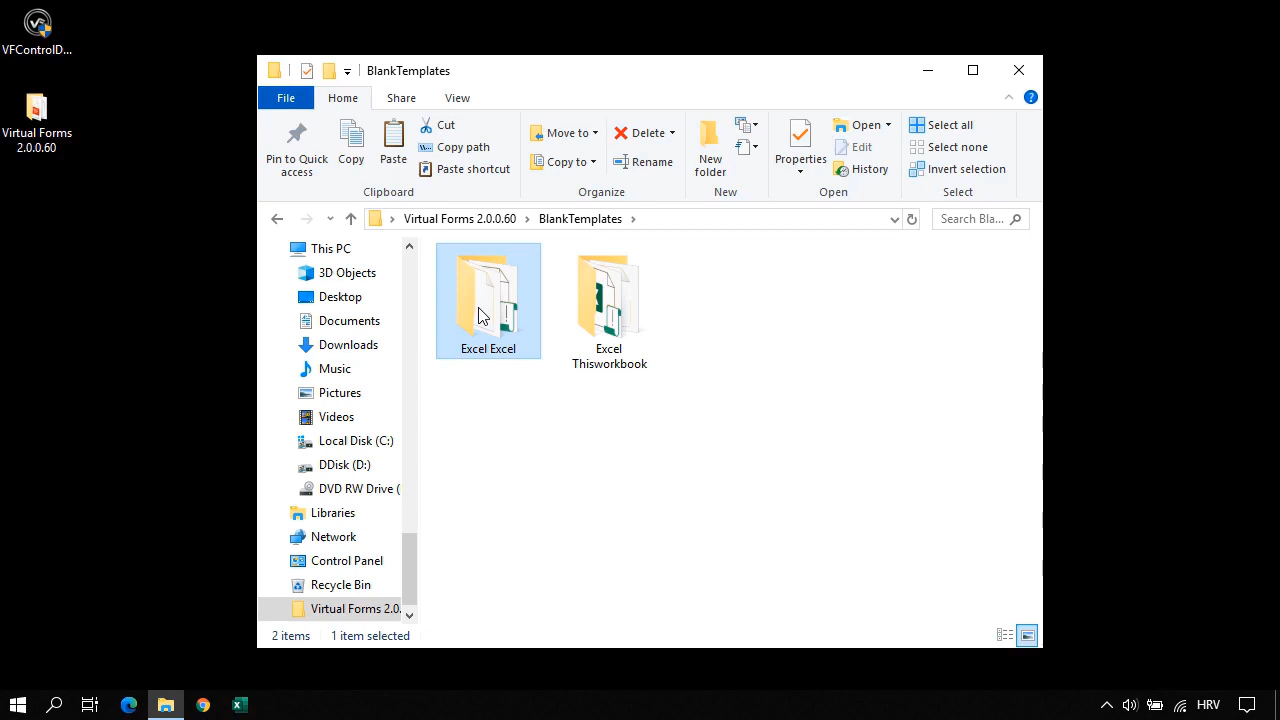 VFControlD...
Virtual Forms
2.0.0.60
BlankTemplates
File
Home
Share
View
Pin to Quick
access
Copy
Paste
Cut
Copy path
Paste shortcut
Clipboard
Move to
Copy to
Delete
Rename
Organize
New
folder
New
Properties
Open
Edit
History
Open
Select all
Select none
Invert selection
Select
Virtual Forms 2.0.0.60
BlankTemplates
Search Bla...
This PC
3D Objects
Desktop
Documents
Downloads
Music
Pictures
Videos
Local Disk (C:)
DDisk (D:)
DVD RW Drive (
Libraries
Network
Control Panel
Recycle Bin
Virtual Forms 2.0.
Excel Excel
Excel
Thisworkbook
2 items
1 item selected
HRV